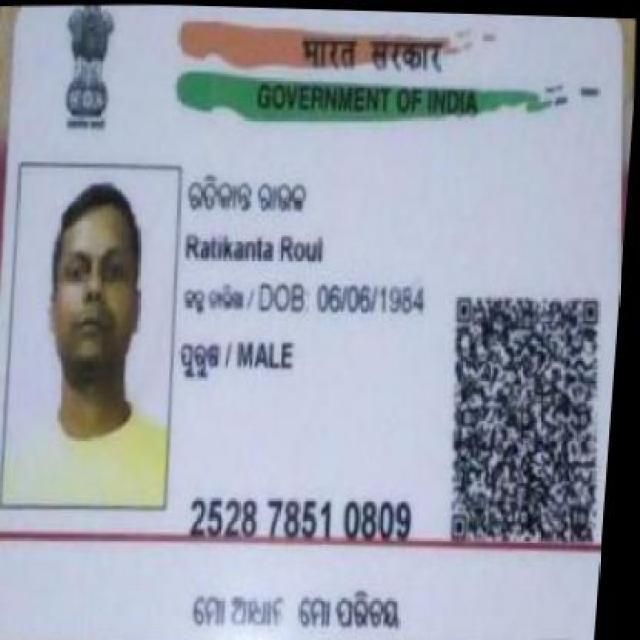 भारत सरकार
GOVERNMENT OF INDIA
ରତିକାନ୍ତ ରାଉଳ
Ratikanta Roul
ଜନ୍ମ ତାରିଖ / DOB: 06/06/1984
ପୁରୁଷ / MALE
2528 7851 0809
ମୋ ଆଧାର ମୋ ପରିଚୟ